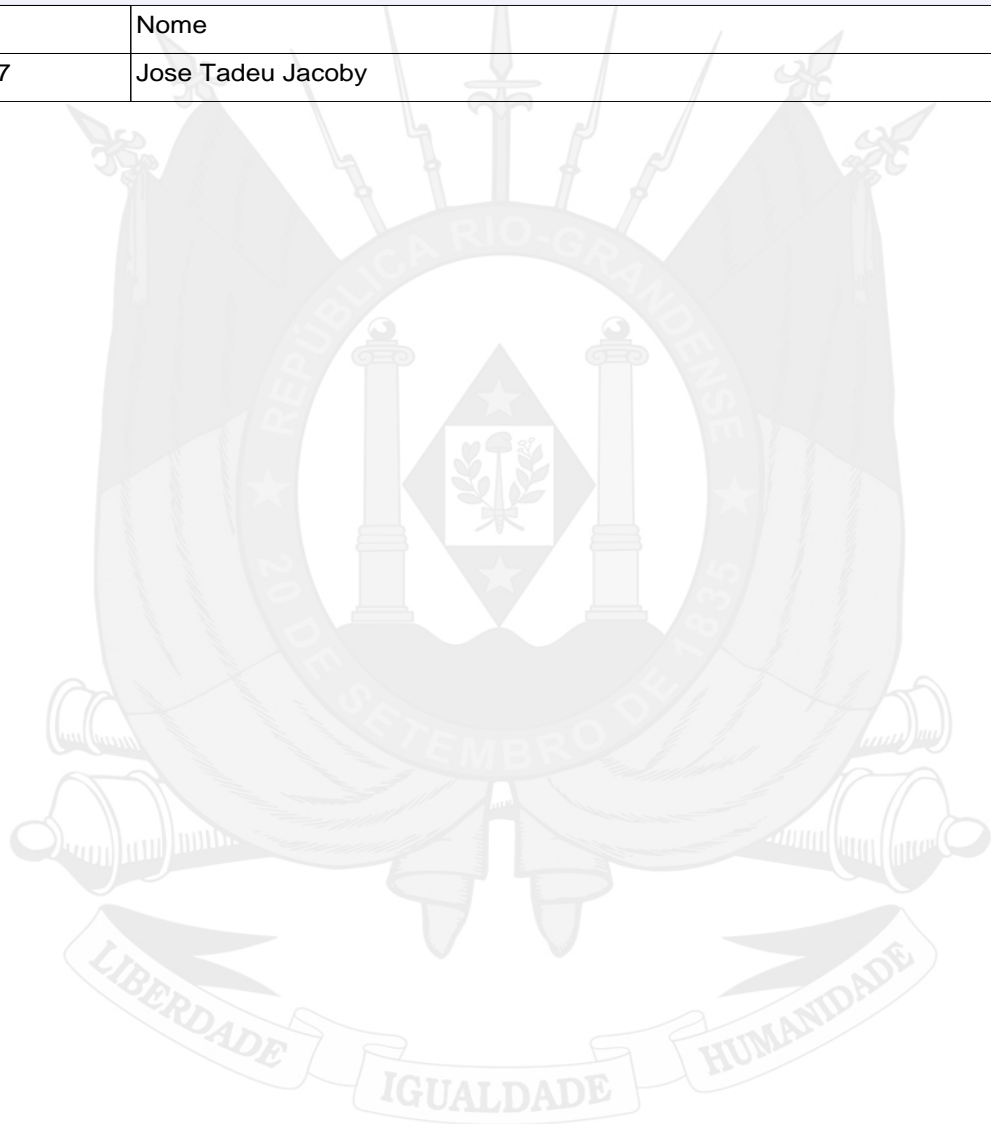 Nome
7 Jose Tadeu Jacoby
REPÚBLICA RIO-GRANDENSE
20 DE SETEMBRO DE 1835
LIBERDADE IGUALDADE HUMANIDADE